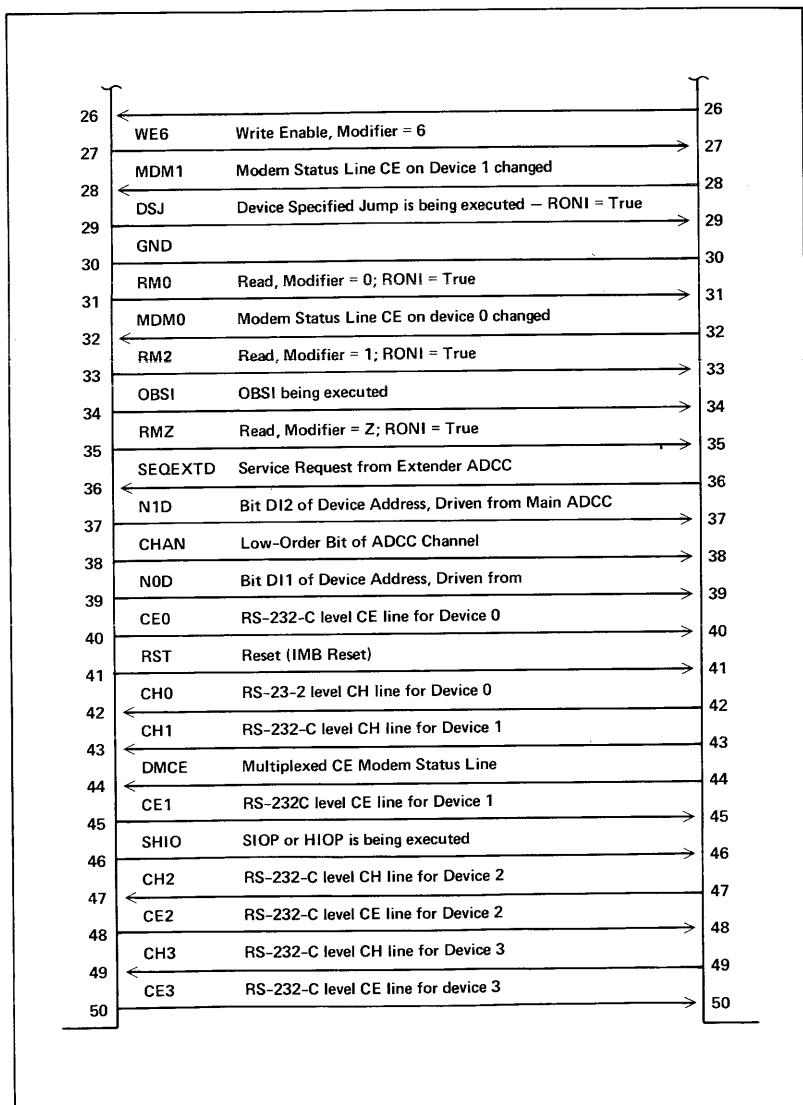 26 26
WE6 Write Enable, Modifier = 6
27 27
MDM1 Modem Status Line CE on Device 1 changed
28 28
DSJ Device Specified Jump is being executed — RONI = True
29 29
GND
30 30
RM0 Read, Modifier = 0; RONI = True
31 31
MDM0 Modem Status Line CE on device 0 changed
32 32
RM2 Read, Modifier = 1; RONI = True
33 33
OBSI OBSI being executed
34 34
RMZ Read, Modifier = Z; RONI = True
35 35
SEQEXTD Service Request from Extender ADCC
36 36
N1D Bit DI2 of Device Address, Driven from Main ADCC
37 37
CHAN Low-Order Bit of ADCC Channel
38 38
N0D Bit DI1 of Device Address, Driven from
39 39
CE0 RS-232-C level CE line for Device 0
40 40
RST Reset (IMB Reset)
41 41
CH0 RS-23-2 level CH line for Device 0
42 42
CH1 RS-232-C level CH line for Device 1
43 43
DMCE Multiplexed CE Modem Status Line
44 44
CE1 RS-232C level CE line for Device 1
45 45
SHIO SIOP or HIOP is being executed
46 46
CH2 RS-232-C level CH line for Device 2
47 47
CE2 RS-232-C level CE line for Device 2
48 48
CH3 RS-232-C level CH line for Device 3
49 49
CE3 RS-232-C level CE line for device 3
50 50